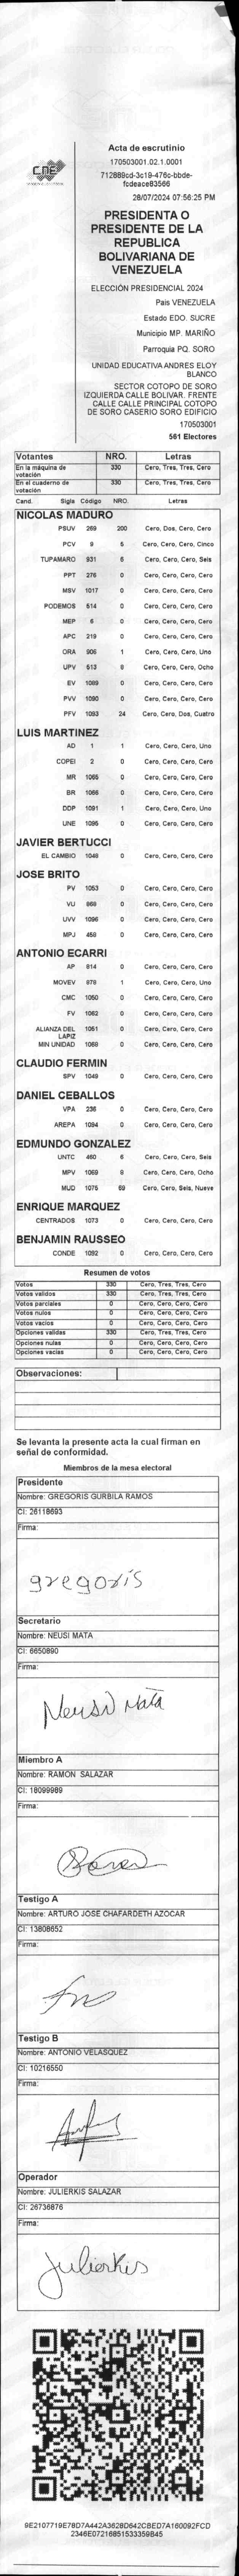 CNE
Acta de escrutinio
170503001.02.1.0001
712889cd-3c19-476c-bbde-
fcdeace83566
28/07/2024 07:56:25 PM
PRESIDENTA O
PRESIDENTE DE LA
REPUBLICA
BOLIVARIANA DE
VENEZUELA
ELECCIÓN PRESIDENCIAL 2024
Pais VENEZUELA
Estado EDO. SUCRE
Municipio MP. MARIÑO
Parroquia PQ. SORO
UNIDAD EDUCATIVA ANDRES ELOY
BLANCO
SECTOR COTOPO DE SORO
IZQUIERDA CALLE BOLIVAR. FRENTE
CALLE CALLE PRINCIPAL COTOPO
DE SORO CASERIO SORO EDIFICIO
170503001
561 Electores
Votantes NRO. Letras
En la máquina de votación 330 Cero, Tres, Tres, Cero
En el cuaderno de votación 330 Cero, Tres, Tres, Cero
Cand. Sigla Código NRO. Letras
NICOLAS MADURO
PSUV 269 200 Cero, Dos, Cero, Cero
PCV 9 5 Cero, Cero, Cero, Cinco
TUPAMARO 931 6 Cero, Cero, Cero, Seis
PPT 276 0 Cero, Cero, Cero, Cero
MSV 1017 0 Cero, Cero, Cero, Cero
PODEMOS 514 0 Cero, Cero, Cero, Cero
MEP 6 0 Cero, Cero, Cero, Cero
APC 219 0 Cero, Cero, Cero, Cero
ORA 906 1 Cero, Cero, Cero, Uno
UPV 513 8 Cero, Cero, Cero, Ocho
EV 1089 0 Cero, Cero, Cero, Cero
PVV 1090 0 Cero, Cero, Cero, Cero
PFV 1093 24 Cero, Cero, Dos, Cuatro
LUIS MARTINEZ
AD 1 1 Cero, Cero, Cero, Uno
COPEI 2 0 Cero, Cero, Cero, Cero
MR 1065 0 Cero, Cero, Cero, Cero
BR 1066 0 Cero, Cero, Cero, Cero
DDP 1091 1 Cero, Cero, Cero, Uno
UNE 1095 0 Cero, Cero, Cero, Cero
JAVIER BERTUCCI
EL CAMBIO 1046 0 Cero, Cero, Cero, Cero
JOSE BRITO
PV 1053 0 Cero, Cero, Cero, Cero
VU 868 0 Cero, Cero, Cero, Cero
UVV 1096 0 Cero, Cero, Cero, Cero
MPJ 458 0 Cero, Cero, Cero, Cero
ANTONIO ECARRI
AP 814 0 Cero, Cero, Cero, Cero
MOVEV 878 1 Cero, Cero, Cero, Uno
CMC 1050 0 Cero, Cero, Cero, Cero
FV 1062 0 Cero, Cero, Cero, Cero
ALIANZA DEL LAPIZ 1061 0 Cero, Cero, Cero, Cero
MIN UNIDAD 1068 0 Cero, Cero, Cero, Cero
CLAUDIO FERMIN
SPV 1049 0 Cero, Cero, Cero, Cero
DANIEL CEBALLOS
VPA 236 0 Cero, Cero, Cero, Cero
AREPA 1094 0 Cero, Cero, Cero, Cero
EDMUNDO GONZALEZ
UNTC 460 6 Cero, Cero, Cero, Seis
MPV 1069 8 Cero, Cero, Cero, Ocho
MUD 1075 69 Cero, Cero, Seis, Nueve
ENRIQUE MARQUEZ
CENTRADOS 1073 0 Cero, Cero, Cero, Cero
BENJAMIN RAUSSEO
CONDE 1092 0 Cero, Cero, Cero, Cero
Resumen de votos
Votos 330 Cero, Tres, Tres, Cero
Votos validos 330 Cero, Tres, Tres, Cero
Votos parciales 0 Cero, Cero, Cero, Cero
Votos nulos 0 Cero, Cero, Cero, Cero
Votos vacios 0 Cero, Cero, Cero, Cero
Opciones validas 330 Cero, Tres, Tres, Cero
Opciones nulas 0 Cero, Cero, Cero, Cero
Opciones vacias 0 Cero, Cero, Cero, Cero
Observaciones:
Se levanta la presente acta la cual firman en
señal de conformidad.
Miembros de la mesa electoral
Presidente
Nombre: GREGORIS GURBILA RAMOS
CI: 26118693
Firma:
gregoris
Secretario
Nombre: NEUSI MATA
CI: 6650890
Firma:
Neusi Mata
Miembro A
Nombre: RAMON SALAZAR
CI: 18099989
Firma:
Testigo A
Nombre: ARTURO JOSE CHAFARDETH AZOCAR
CI: 13808652
Firma:
Testigo B
Nombre: ANTONIO VELASQUEZ
CI: 10216550
Firma:
Operador
Nombre: JULIERKIS SALAZAR
CI: 26736876
Firma:
Julierkis
9E2107719E78D7A442A3628D642CBED7A160092FCD
2346E07216851533359B45